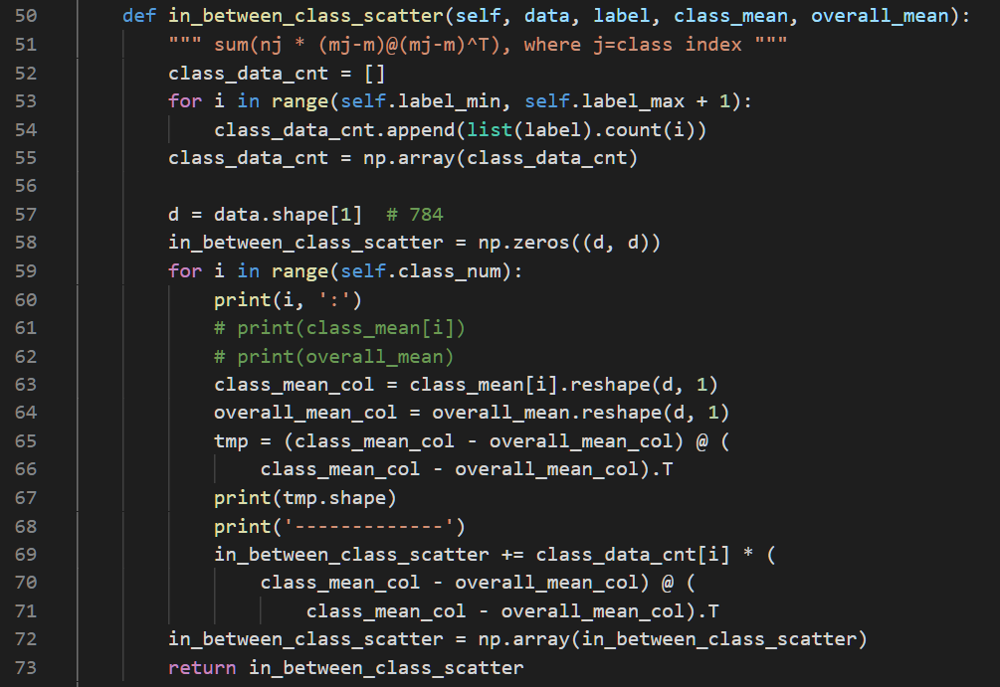 50 def in_between_class_scatter(self, data, label, class_mean, overall_mean):
51 """ sum(nj * (mj-m)@(mj-m)^T), where j=class index """
52 class_data_cnt = []
53 for i in range(self.label_min, self.label_max + 1):
54 class_data_cnt.append(list(label).count(i))
55 class_data_cnt = np.array(class_data_cnt)
56
57 d = data.shape[1]  # 784
58 in_between_class_scatter = np.zeros((d, d))
59 for i in range(self.class_num):
60 print(i, ':')
61 # print(class_mean[i])
62 # print(overall_mean)
63 class_mean_col = class_mean[i].reshape(d, 1)
64 overall_mean_col = overall_mean.reshape(d, 1)
65 tmp = (class_mean_col - overall_mean_col) @ (
66 class_mean_col - overall_mean_col).T
67 print(tmp.shape)
68 print('-------------')
69 in_between_class_scatter += class_data_cnt[i] * (
70 class_mean_col - overall_mean_col) @ (
71 class_mean_col - overall_mean_col).T
72 in_between_class_scatter = np.array(in_between_class_scatter)
73 return in_between_class_scatter